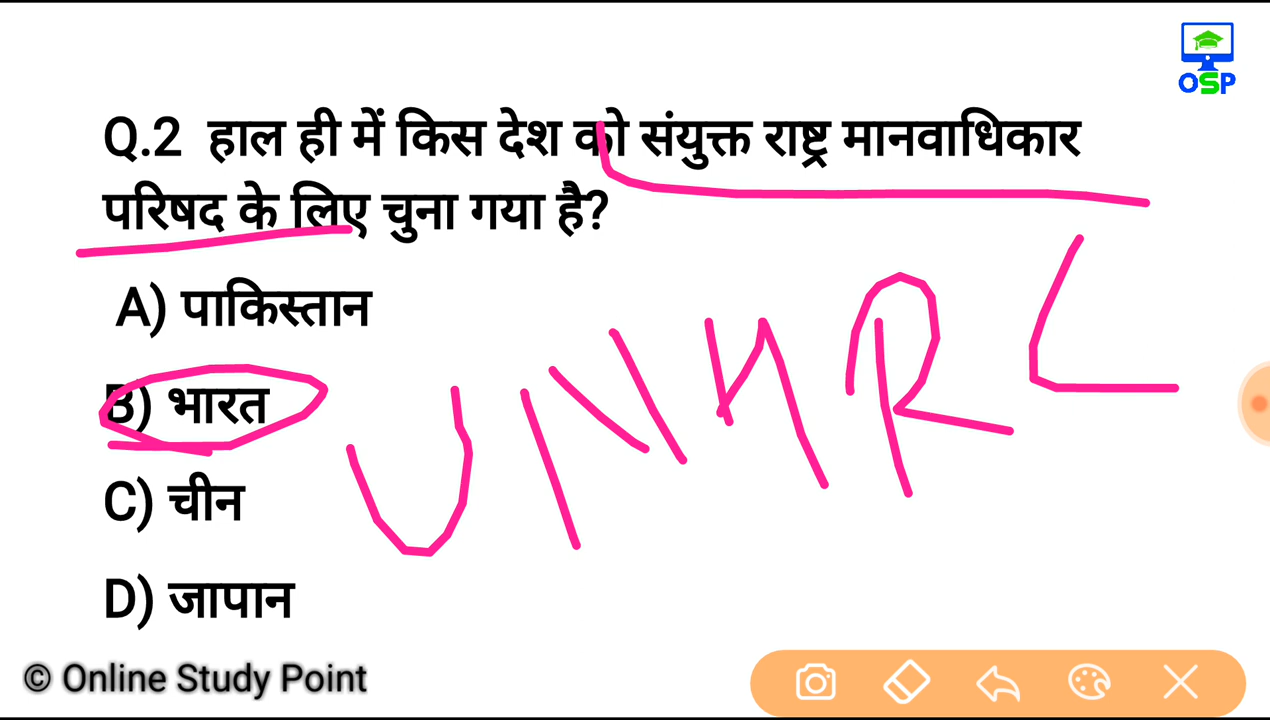 OSP
Q.2 हाल ही में किस देश को संयुक्त राष्ट्र मानवाधिकार
परिषद के लिए चुना गया है?
A) पाकिस्तान
B) भारत
C) चीन
D) जापान
UNHRC
© Online Study Point